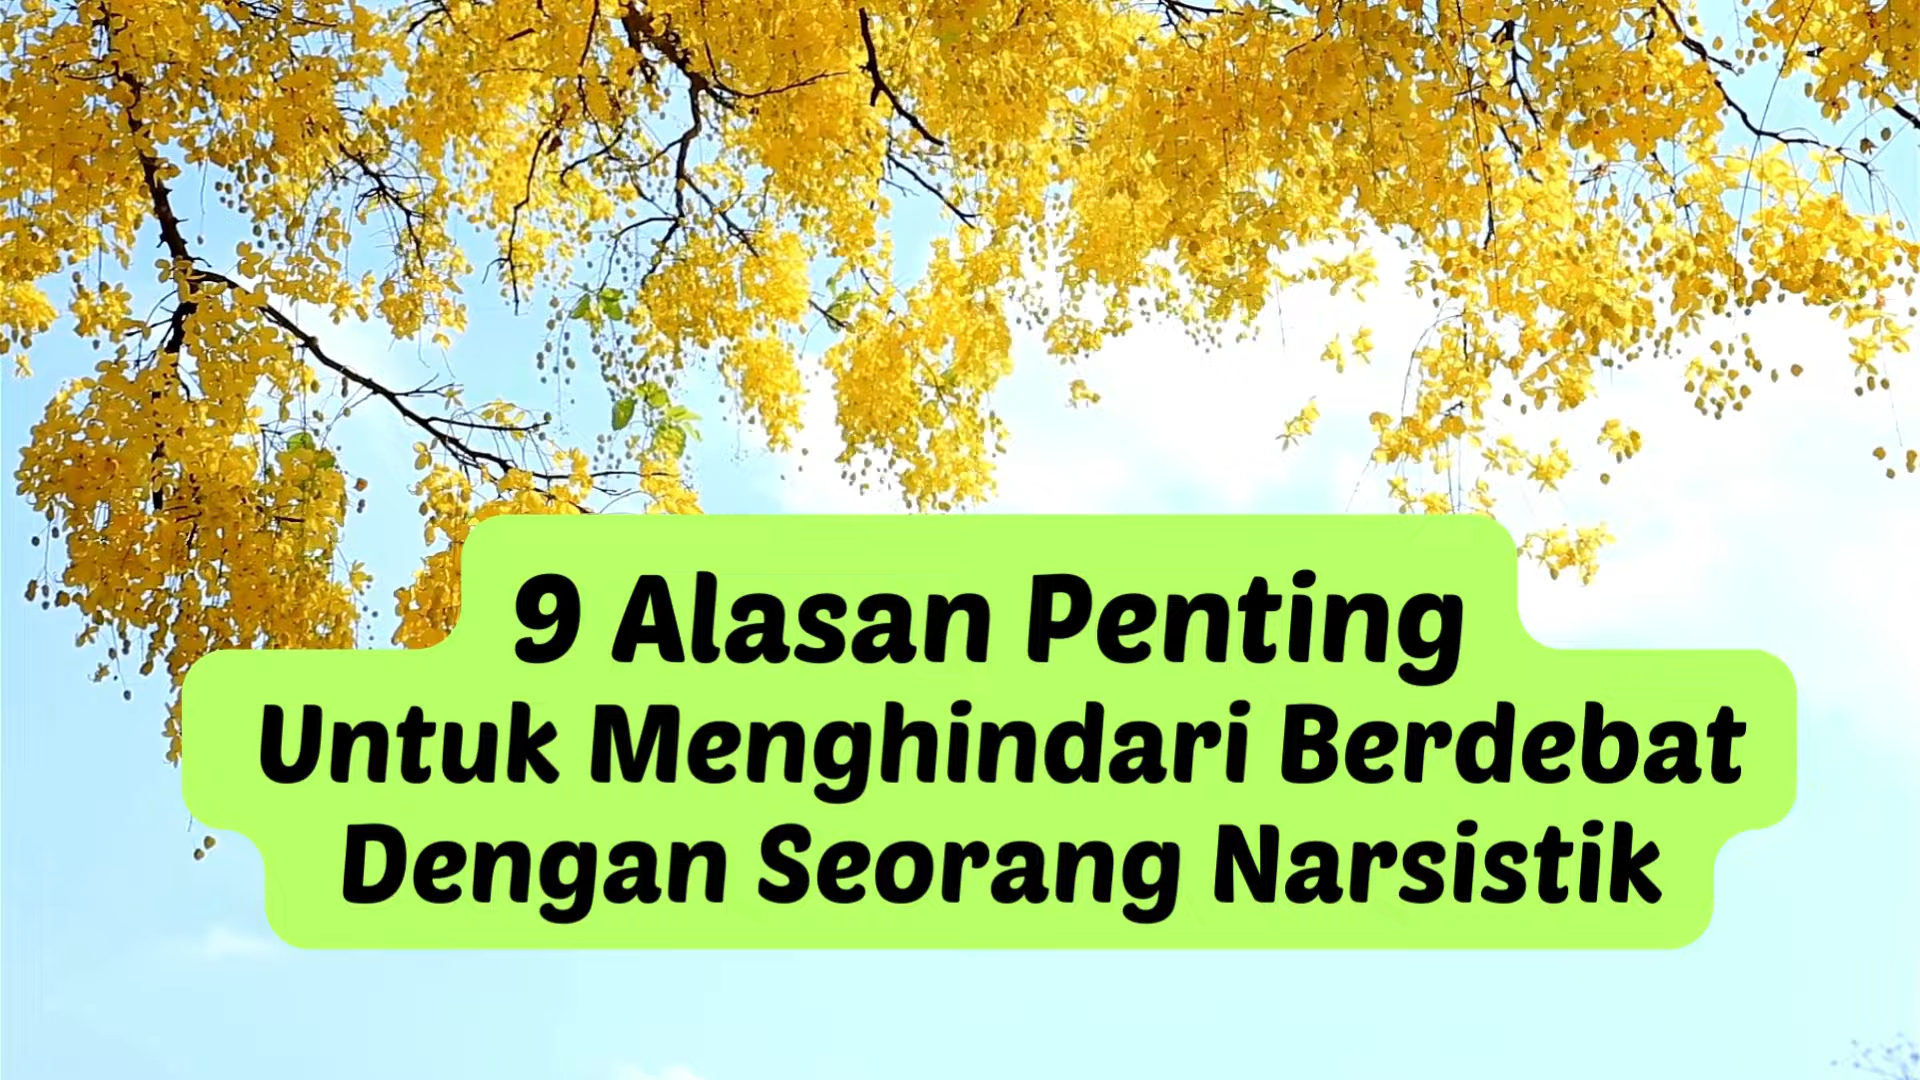 9 Alasan Penting
Untuk Menghindari Berdebat
Dengan Seorang Narsistik